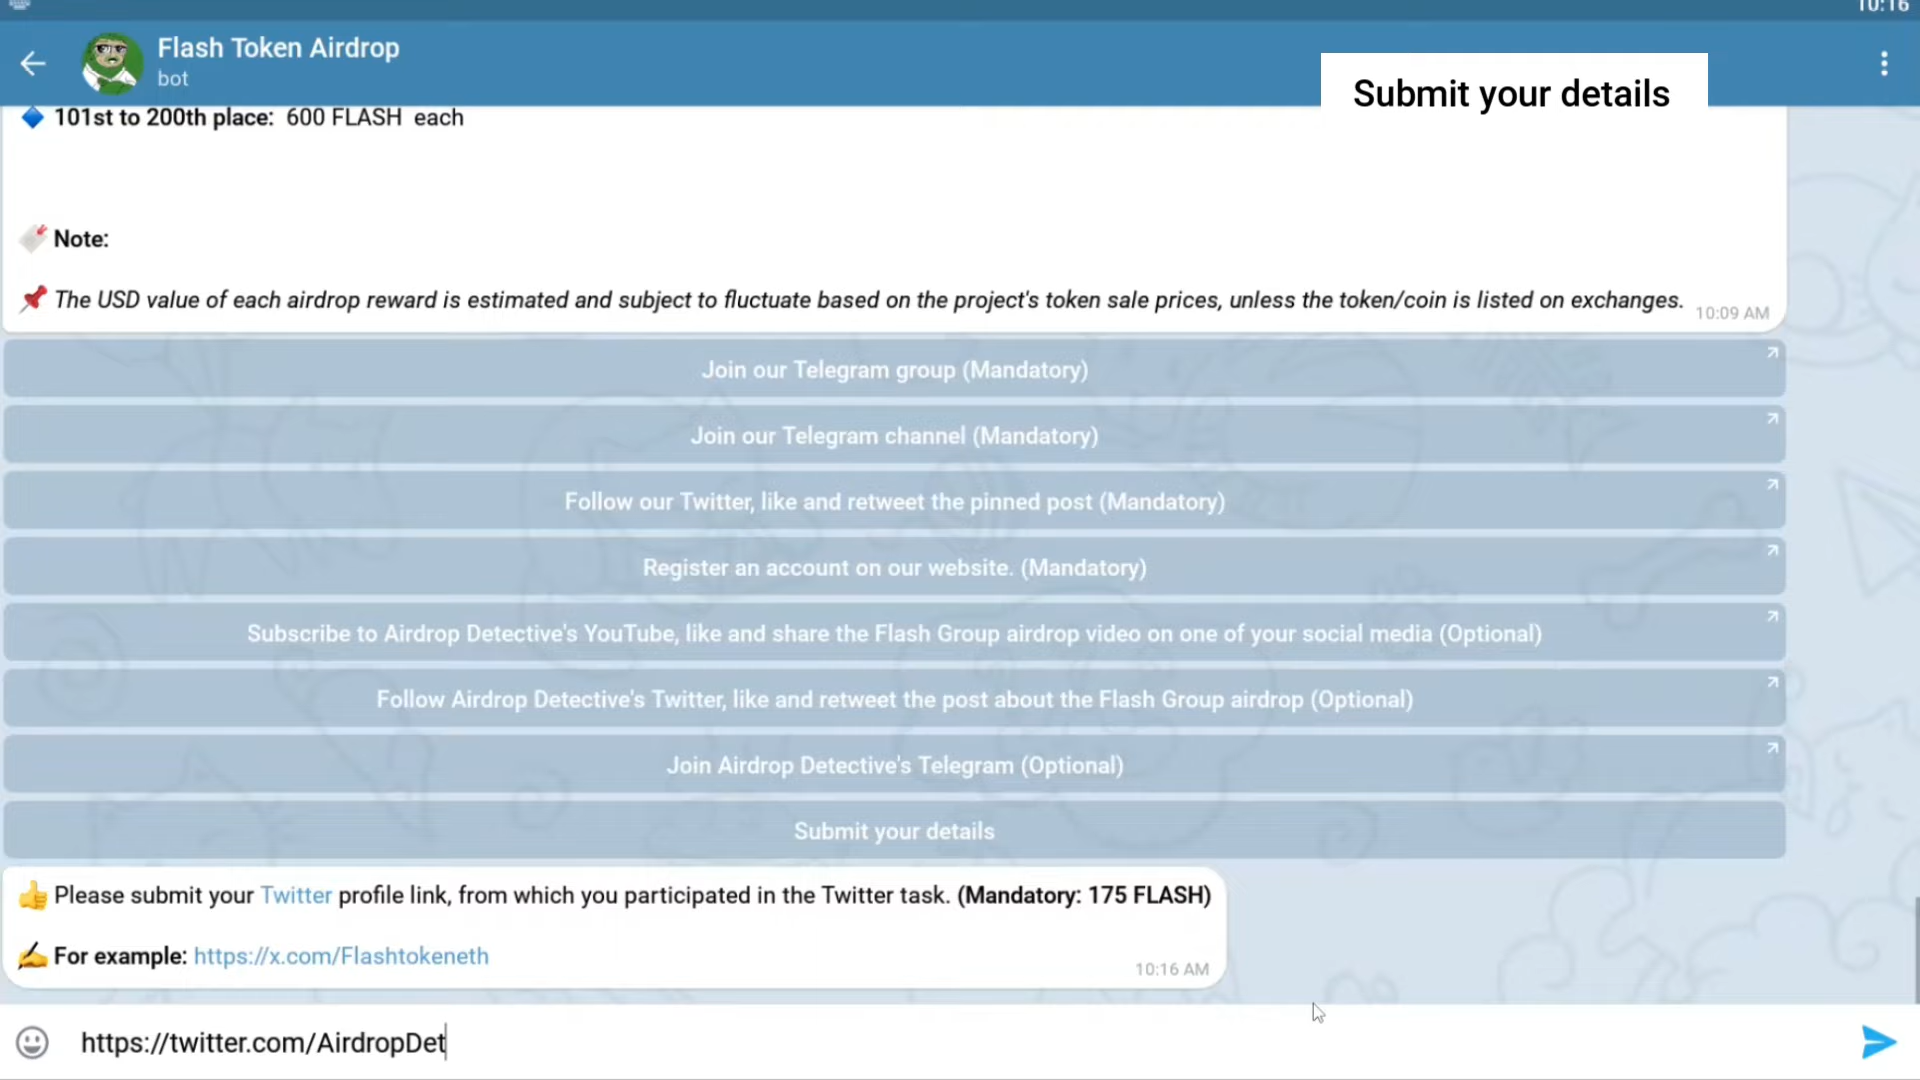 10:16
Flash Token Airdrop
bot
Submit your details
101st to 200th place: 600 FLASH each
Note:
The USD value of each airdrop reward is estimated and subject to fluctuate based on the project's token sale prices, unless the token/coin is listed on exchanges.
10:09 AM
Join our Telegram group (Mandatory)
Join our Telegram channel (Mandatory)
Follow our Twitter, like and retweet the pinned post (Mandatory)
Register an account on our website. (Mandatory)
Subscribe to Airdrop Detective's YouTube, like and share the Flash Group airdrop video on one of your social media (Optional)
Follow Airdrop Detective's Twitter, like and retweet the post about the Flash Group airdrop (Optional)
Join Airdrop Detective's Telegram (Optional)
Submit your details
Please submit your Twitter profile link, from which you participated in the Twitter task. (Mandatory: 175 FLASH)
For example: https://x.com/Flashtokeneth
10:16 AM
https://twitter.com/AirdropDet